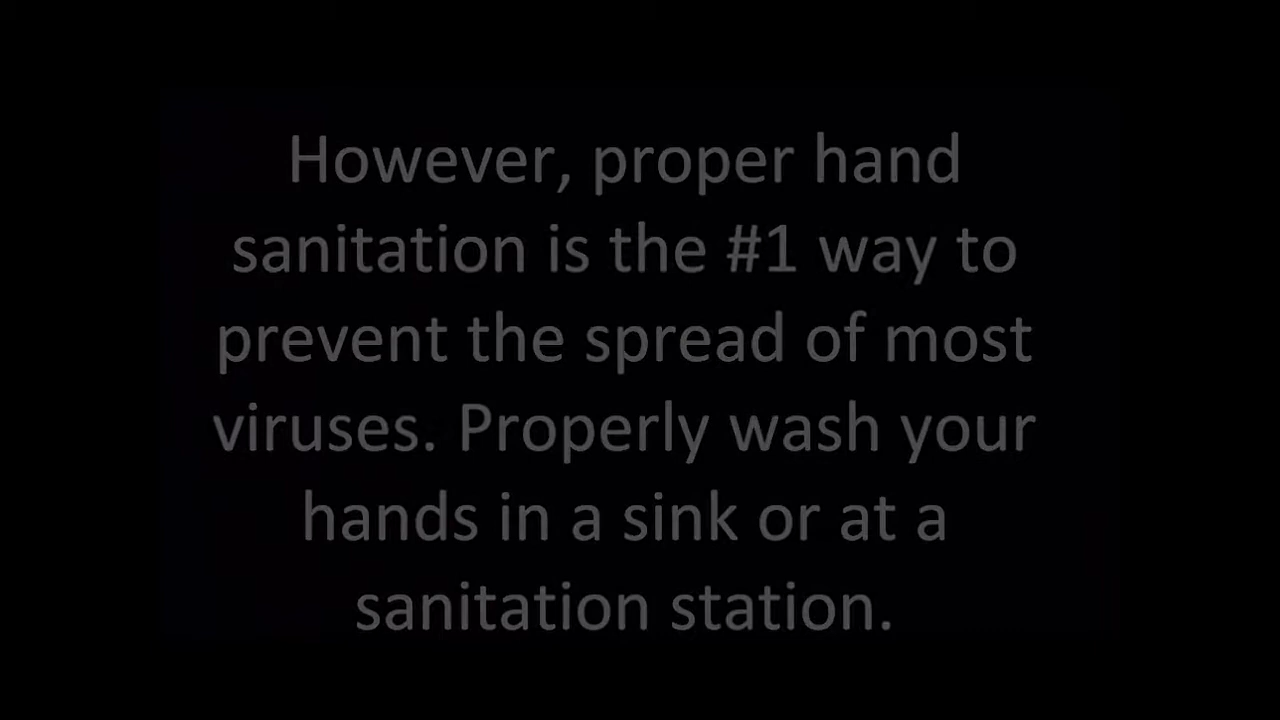 However, proper hand
sanitation is the #1 way to
prevent the spread of most
viruses. Properly wash your
hands in a sink or at a
sanitation station.